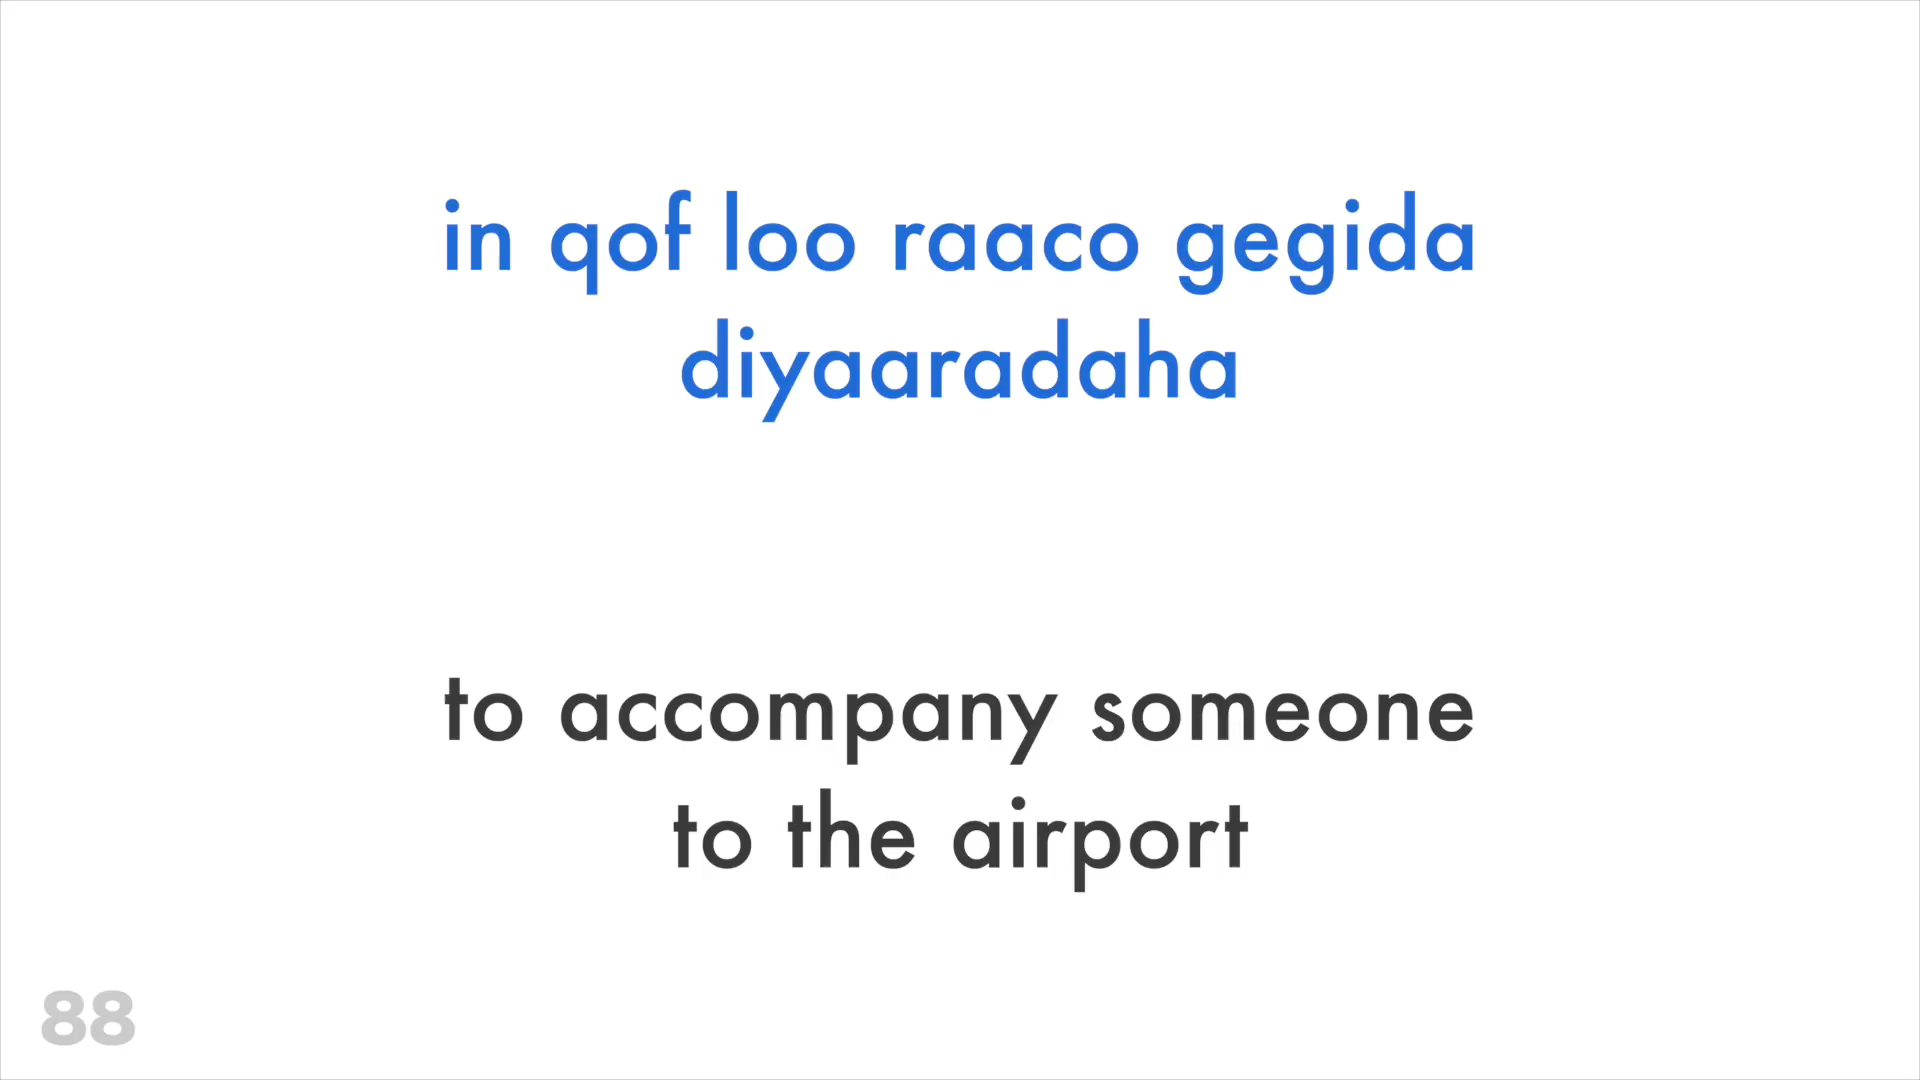 in qof loo raaco gegida
diyaaradaha
to accompany someone
to the airport
88